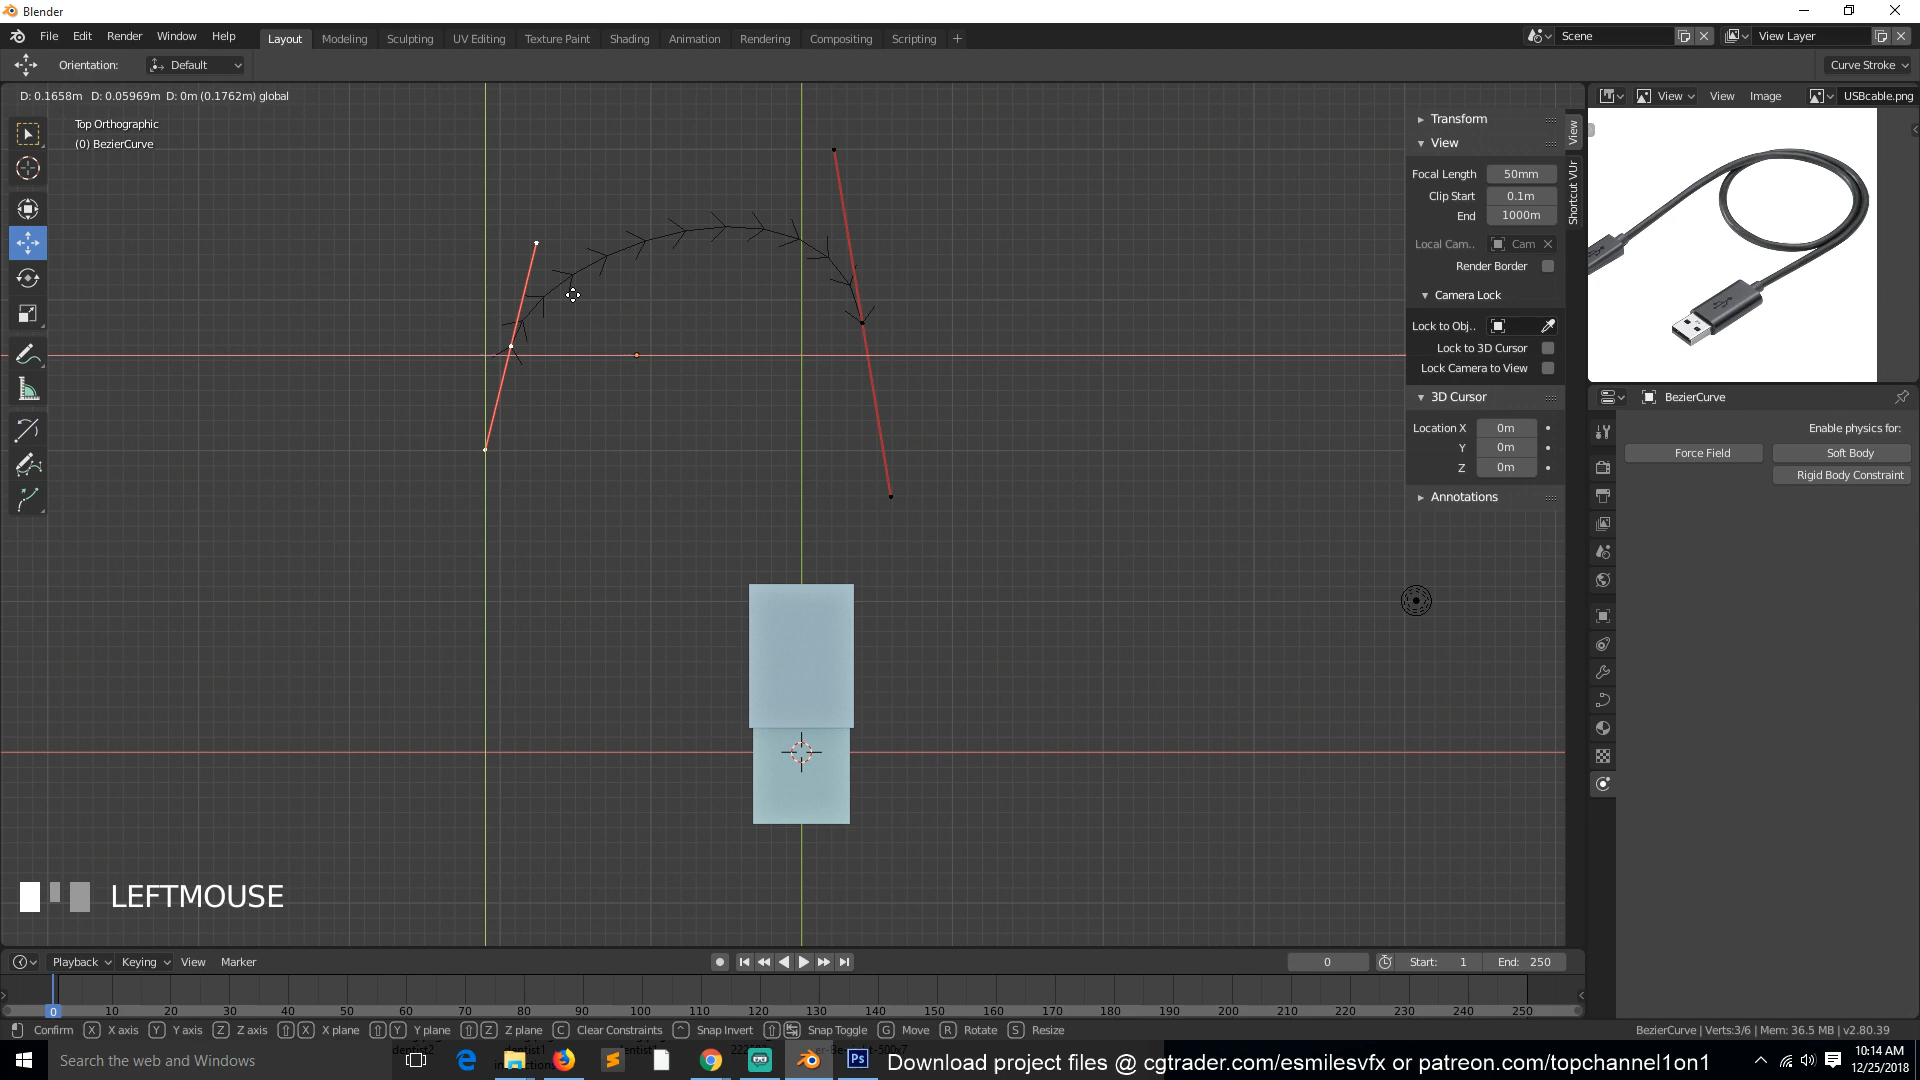 Blender
File Edit Render Window Help Layout Modeling Sculpting UV Editing Texture Paint Shading Animation Rendering Compositing Scripting + Scene View Layer
Orientation: Default Curve Stroke
D: 0.1658m D: 0.05969m D: 0m (0.1762m) global
View View Image USBcable.png
Top Orthographic
(0) BezierCurve
Transform
View
View
Shortcut VUr
Focal Length 50mm
Clip Start 0.1m
End 1000m
Local Cam.. Cam
Render Border
Camera Lock
Lock to Obj..
Lock to 3D Cursor
Lock Camera to View
3D Cursor
Location X 0m
Y 0m
Z 0m
Annotations
BezierCurve
Enable physics for:
Force Field Soft Body
Rigid Body Constraint
LEFTMOUSE
Playback Keying View Marker 0 Start: 1 End: 250
0 10 20 30 40 50 60 70 80 90 100 110 120 130 140 150 160 170 180 190 200 210 220 230 240 250
Confirm X X axis Y Y axis Z Z axis X X plane Y Y plane Z Z plane C Clear Constraints ^ Snap Invert Snap Toggle G Move R Rotate S Resize BezierCurve | Verts:3/6 | Mem: 36.5 MB | v2.80.39
Search the web and Windows
dentist2 dentist1
Ps
Download project files @ cgtrader.com/esmilesvfx or patreon.com/topchannel1on1
10:14 AM
12/25/2018